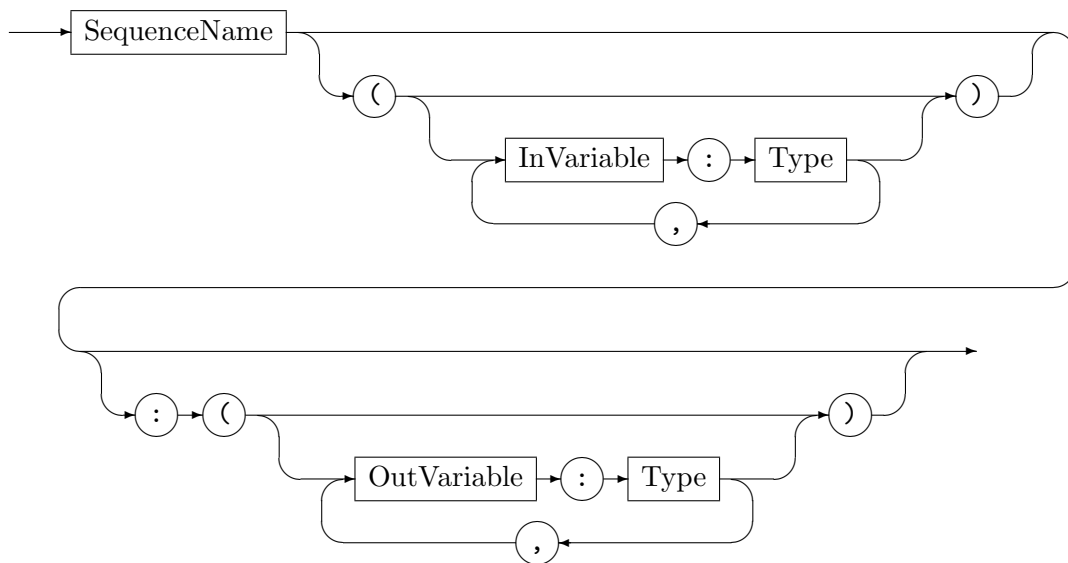 SequenceName
( )
InVariable : Type
,
: ( )
OutVariable : Type
,